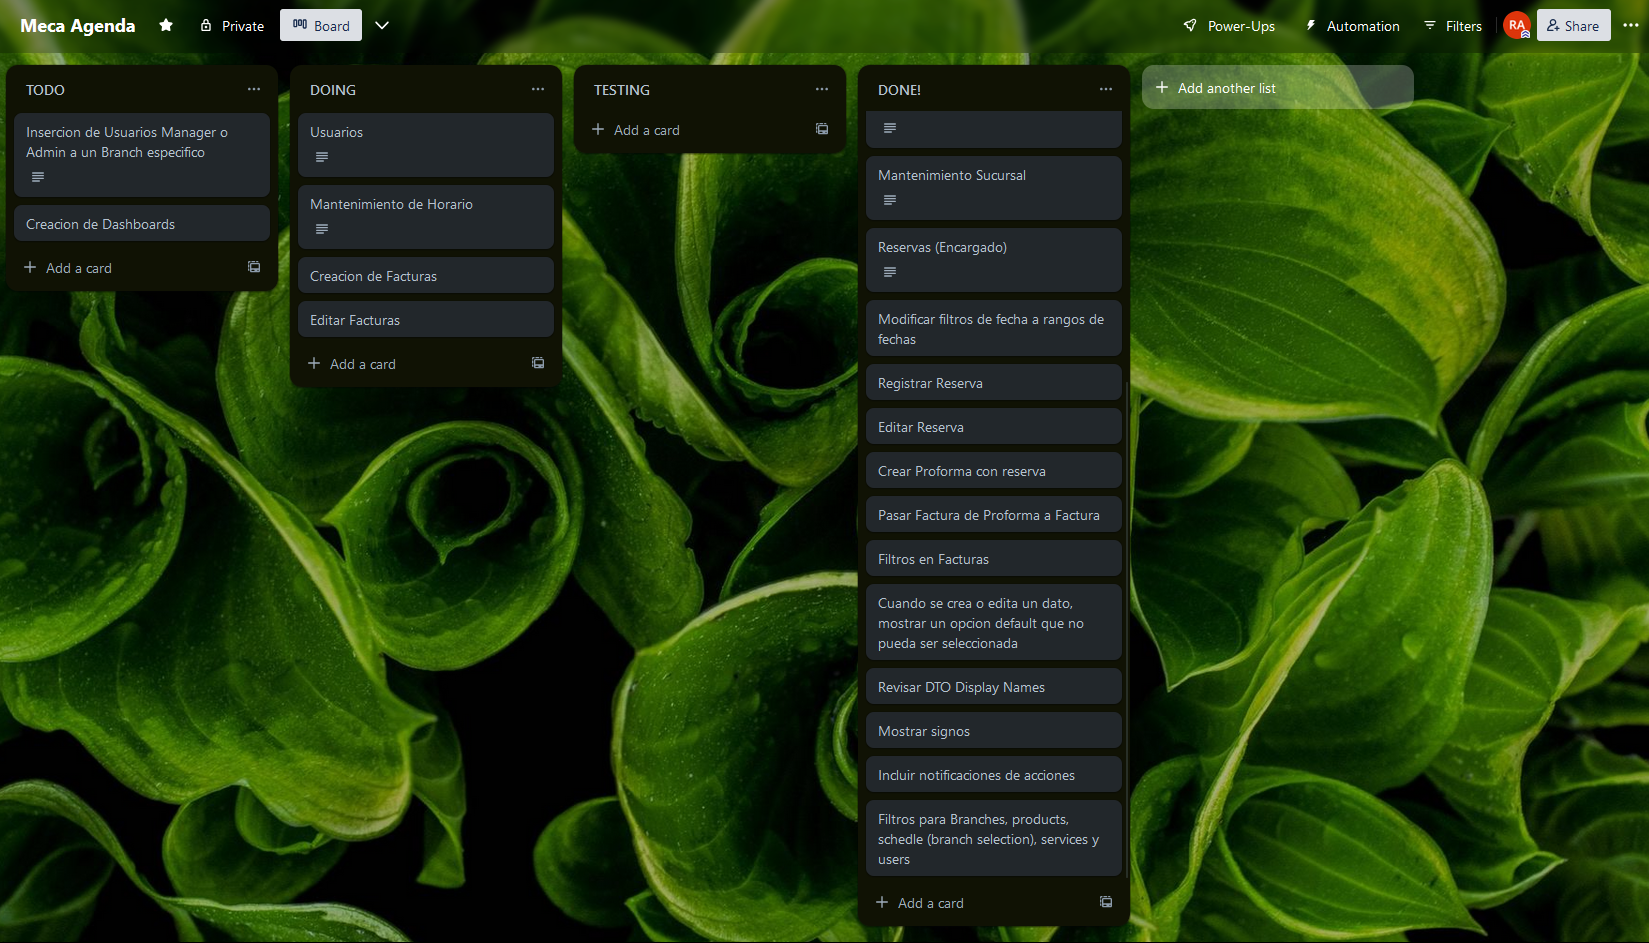 Meca Agenda
Private
Board
Power-Ups
Automation
Filters
RA
Share
TODO
Insercion de Usuarios Manager o
Admin a un Branch especifico
Creacion de Dashboards
Add a card
DOING
Usuarios
Mantenimiento de Horario
Creacion de Facturas
Editar Facturas
Add a card
TESTING
Add a card
DONE!
Mantenimiento Sucursal
Reservas (Encargado)
Modificar filtros de fecha a rangos de
fechas
Registrar Reserva
Editar Reserva
Crear Proforma con reserva
Pasar Factura de Proforma a Factura
Filtros en Facturas
Cuando se crea o edita un dato,
mostrar un opcion default que no
pueda ser seleccionada
Revisar DTO Display Names
Mostrar signos
Incluir notificaciones de acciones
Filtros para Branches, products,
schedle (branch selection), services y
users
Add a card
Add another list